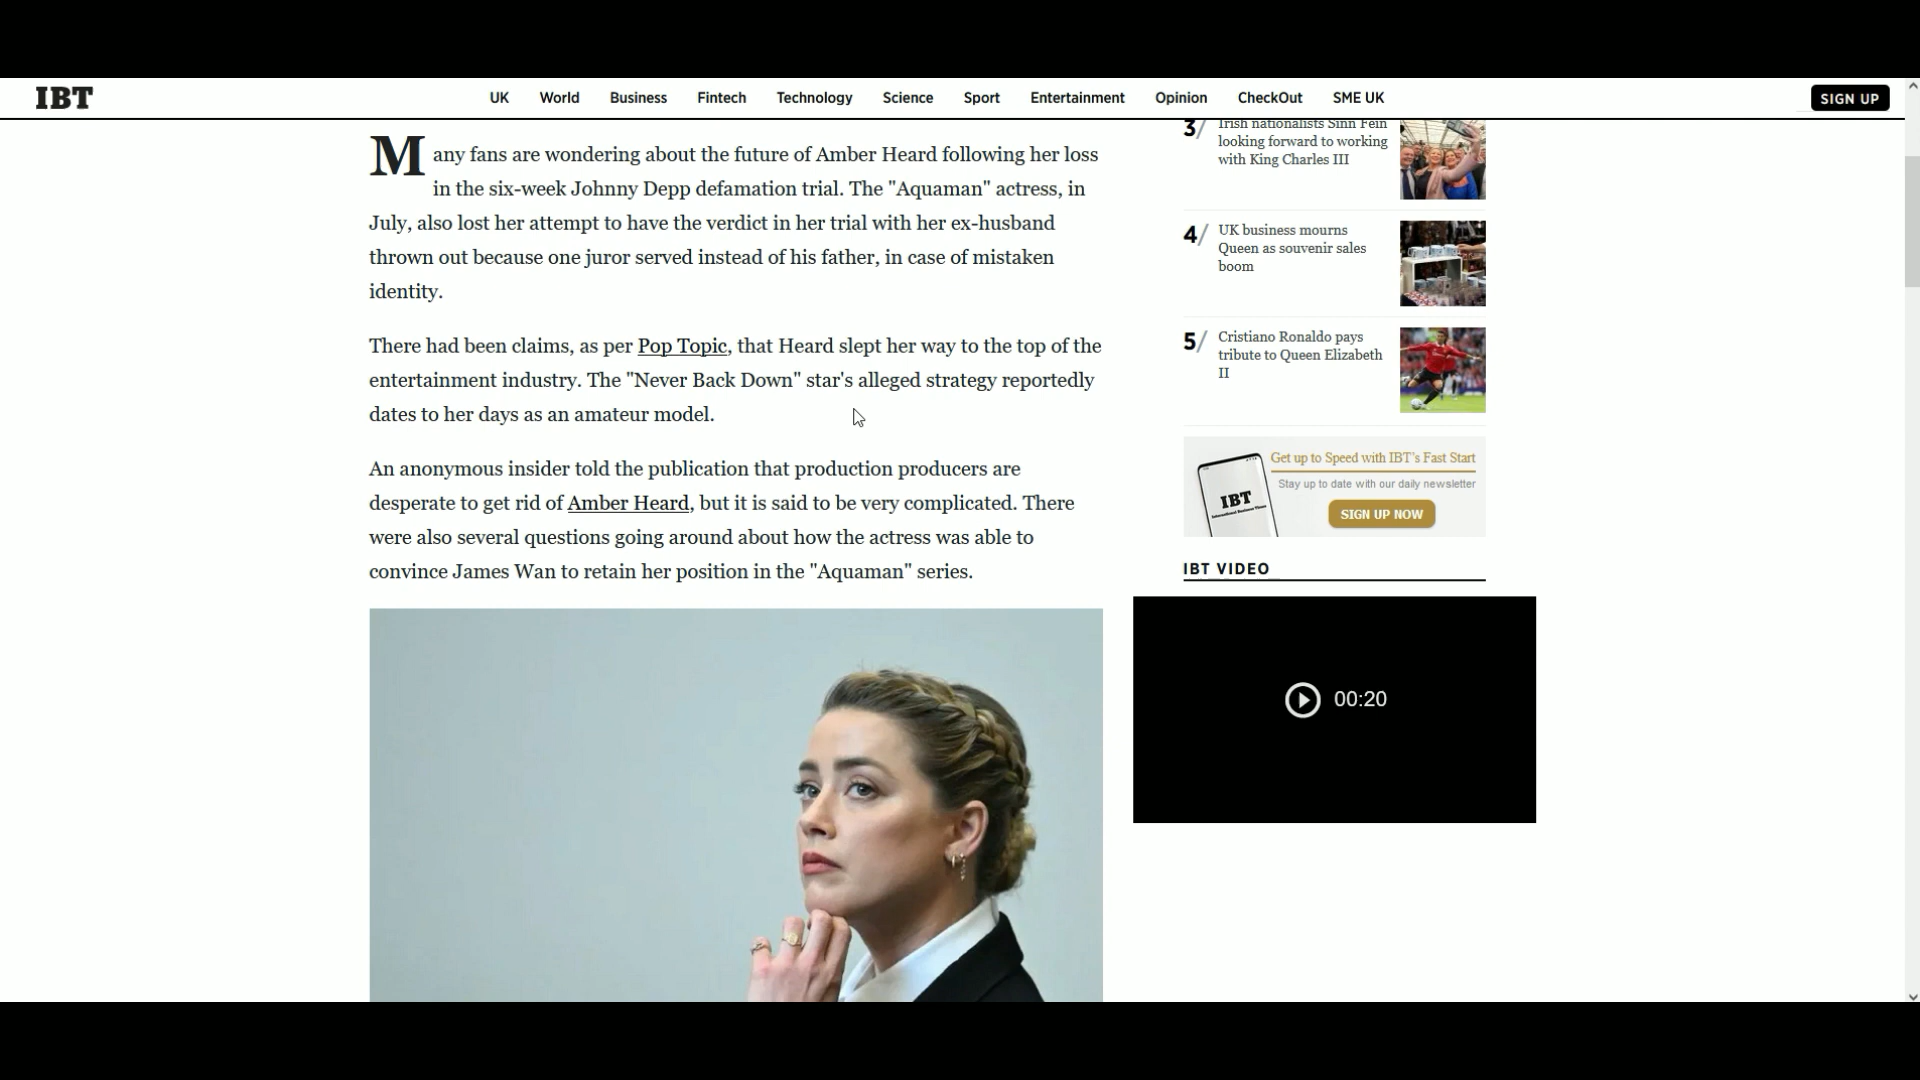 IBT
UK World Business Fintech Technology Science Sport Entertainment Opinion CheckOut SME UK
SIGN UP
Many fans are wondering about the future of Amber Heard following her loss
in the six-week Johnny Depp defamation trial. The "Aquaman" actress, in
July, also lost her attempt to have the verdict in her trial with her ex-husband
thrown out because one juror served instead of his father, in case of mistaken
identity.
There had been claims, as per Pop Topic, that Heard slept her way to the top of the
entertainment industry. The "Never Back Down" star's alleged strategy reportedly
dates to her days as an amateur model.
An anonymous insider told the publication that production producers are
desperate to get rid of Amber Heard, but it is said to be very complicated. There
were also several questions going around about how the actress was able to
convince James Wan to retain her position in the "Aquaman" series.
3/ Irish nationalists Sinn Fein
looking forward to working
with King Charles III
4/ UK business mourns
Queen as souvenir sales
boom
5/ Cristiano Ronaldo pays
tribute to Queen Elizabeth
II
IBT
International Business Times
Get up to Speed with IBT's Fast Start
Stay up to date with our daily newsletter
SIGN UP NOW
IBT VIDEO
00:20